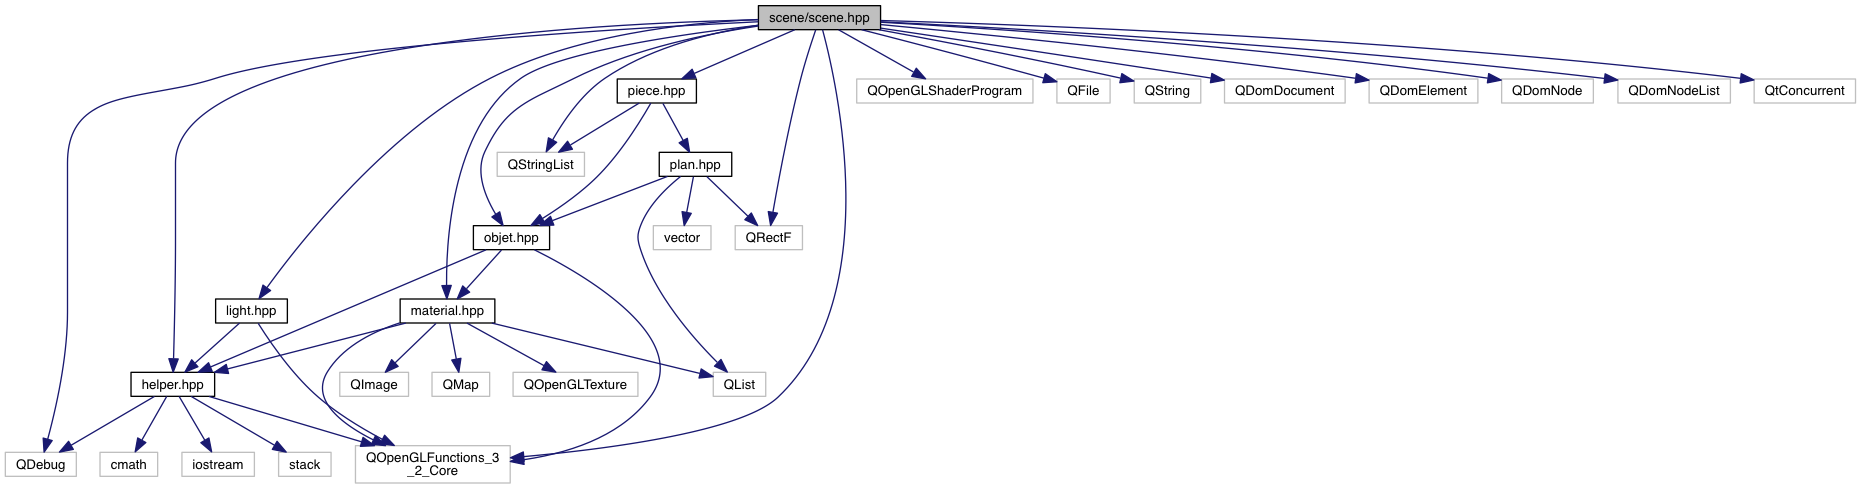 scene/scene.hpp
piece.hpp
QOpenGLShaderProgram
QFile
QString
QDomDocument
QDomElement
QDomNode
QDomNodeList
QtConcurrent
QStringList
plan.hpp
objet.hpp
vector
QRectF
light.hpp
material.hpp
helper.hpp
QImage
QMap
QOpenGLTexture
QList
QDebug
cmath
iostream
stack
QOpenGLFunctions_3
_2_Core